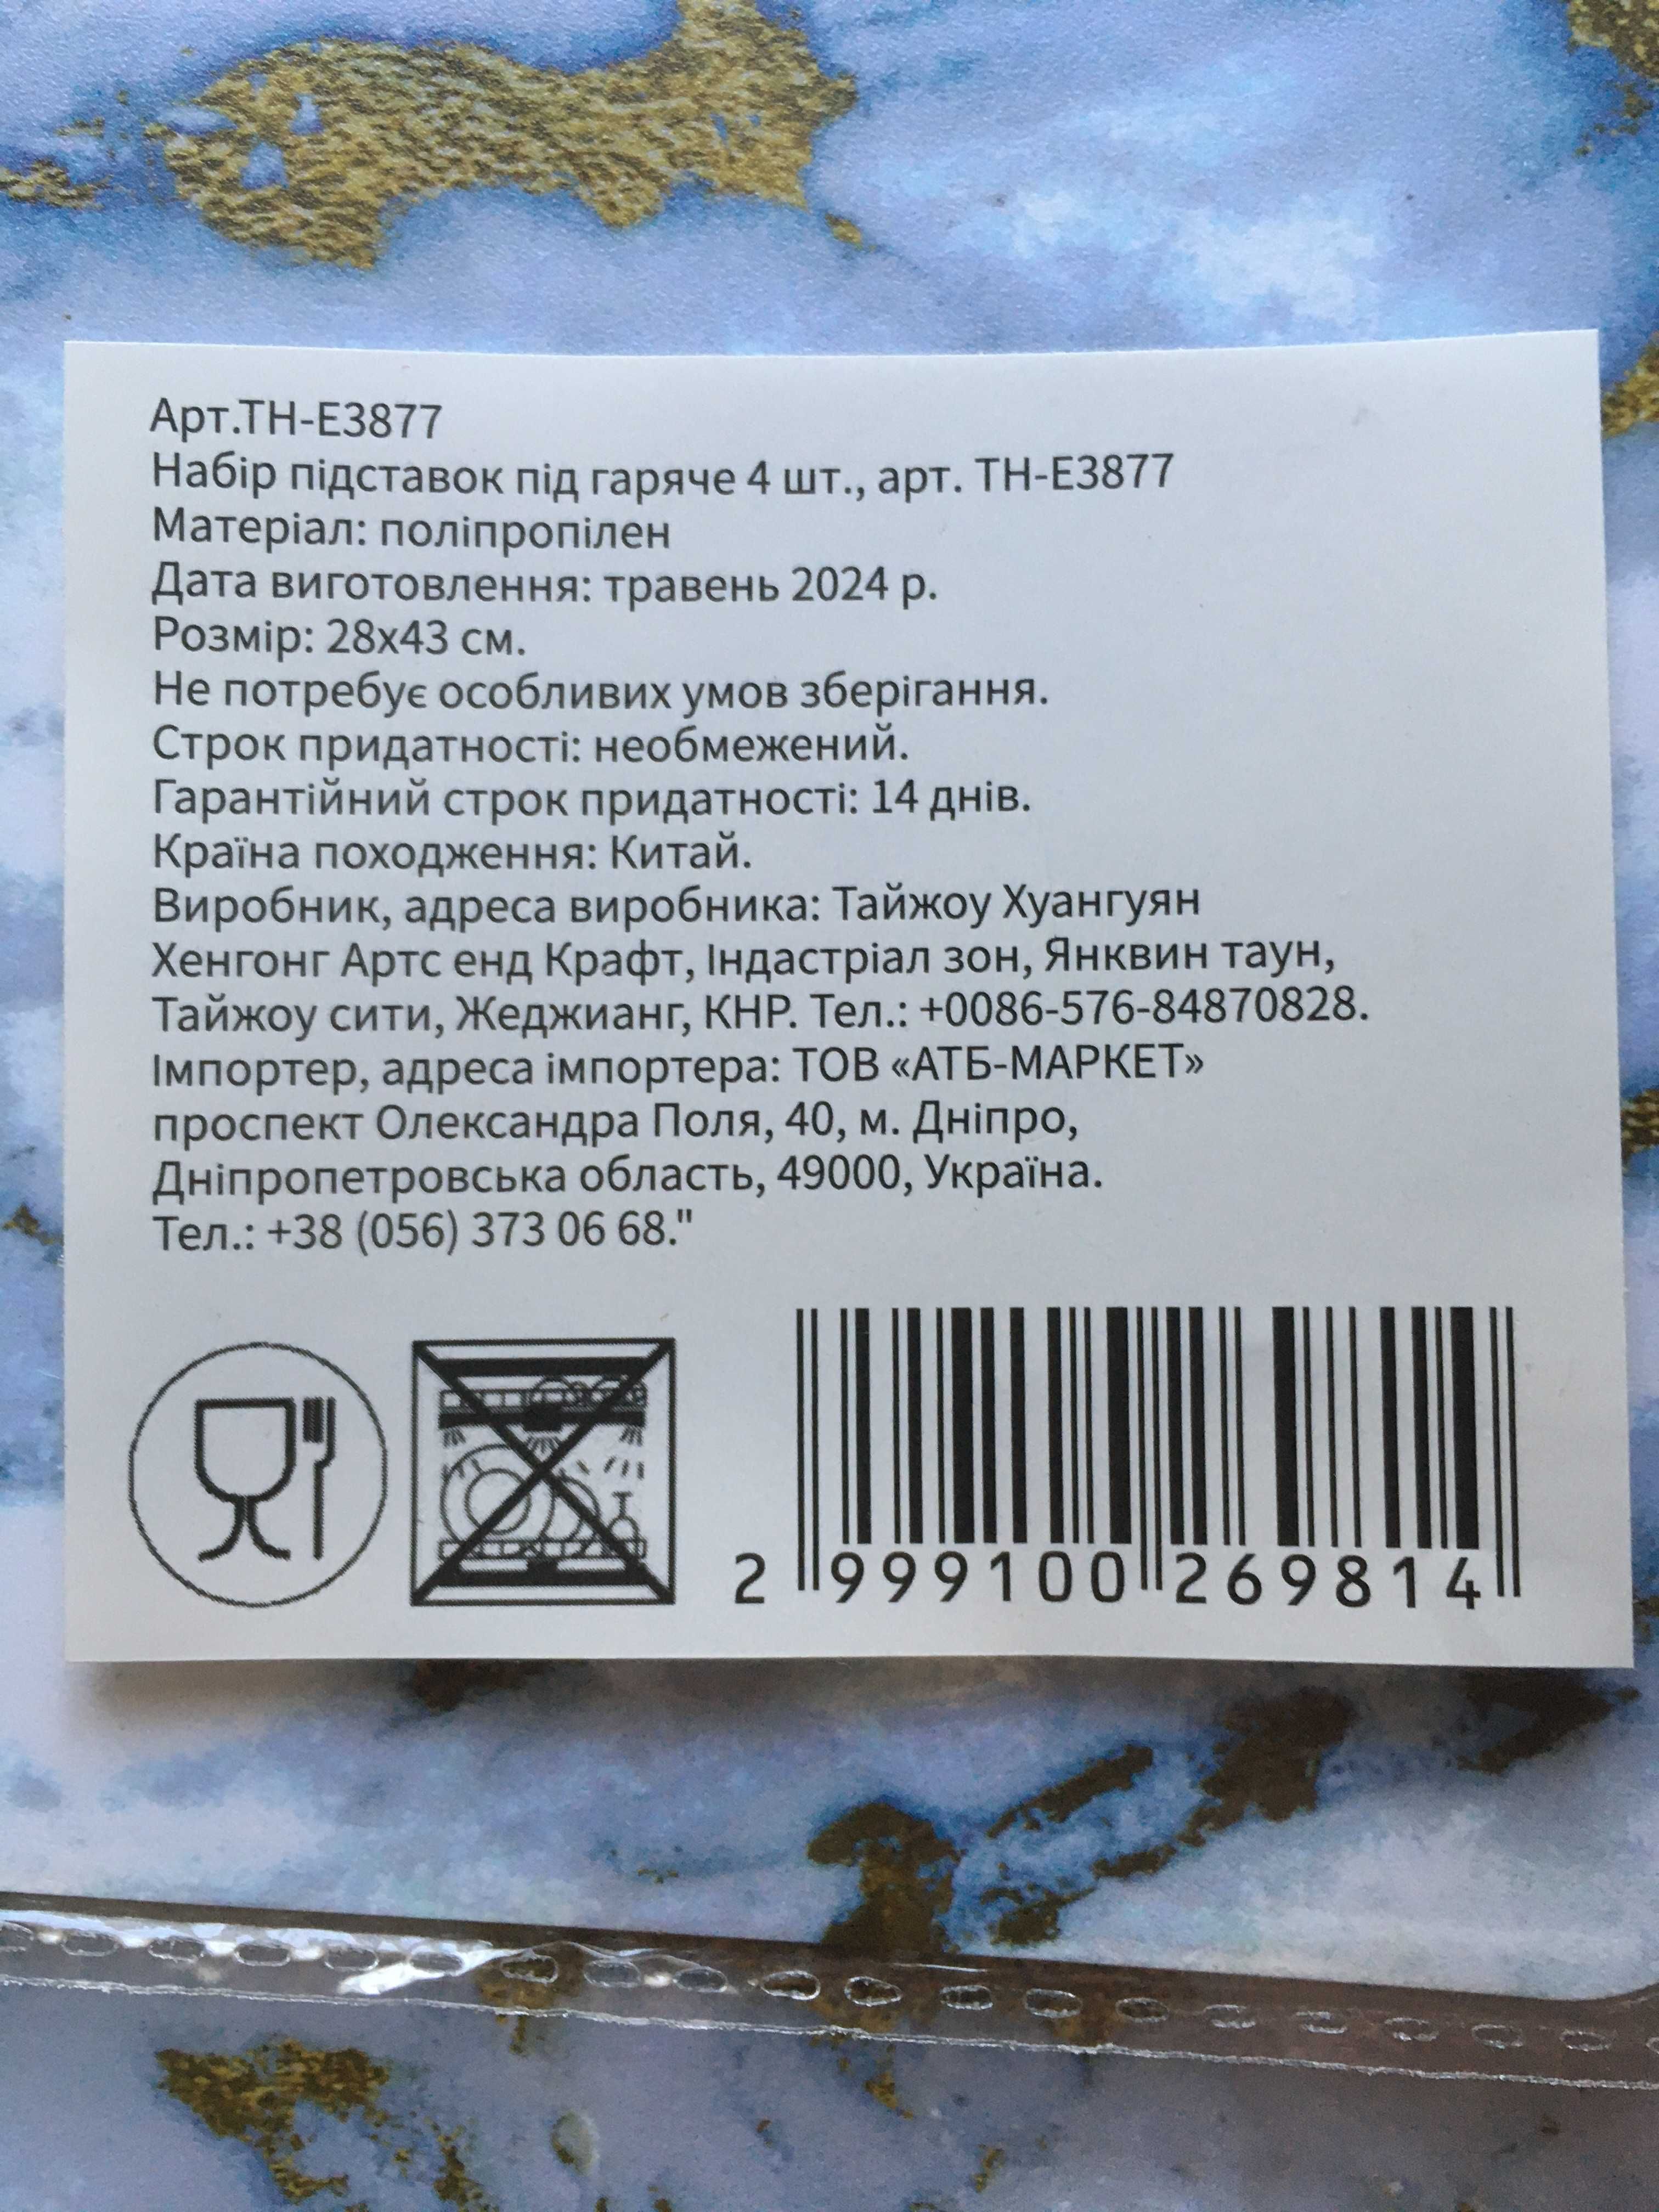 Арт.ТН-Е3877
Набір підставок під гаряче 4 шт., арт. ТН-Е3877
Матеріал: поліпропілен
Дата виготовлення: травень 2024 р.
Розмір: 28х43 см.
Не потребує особливих умов зберігання.
Строк придатності: необмежений.
Гарантійний строк придатності: 14 днів.
Країна походження: Китай.
Виробник, адреса виробника: Тайжоу Хуангуян
Хенгонг Артс енд Крафт, Індастріал зон, Янквин таун,
Тайжоу сити, Жеджианг, КНР. Тел.: +0086-576-84870828.
Імпортер, адреса імпортера: ТОВ «АТБ-МАРКЕТ»
проспект Олександра Поля, 40, м. Дніпро,
Дніпропетровська область, 49000, Україна.
Тел.: +38 (056) 373 06 68."
2 999100 269814